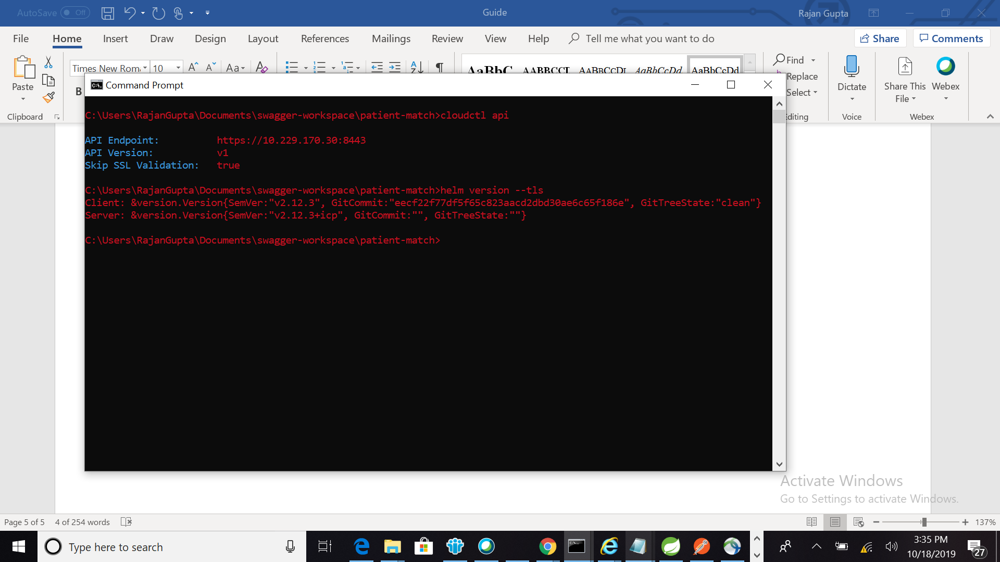 AutoSave Off
Guide
Rajan Gupta
File Home Insert Draw Design Layout References Mailings Review View Help Tell me what you want to do
Share Comments
Paste
Clipboard
Times New Rom 10
Aa
B
AaBbC AABBCCI AABBCCDI AaBbCcDd AaBbCcDd
Find
Replace
Select
Editing
Dictate
Voice
Share This File
Webex
Webex
Command Prompt
C:\Users\RajanGupta\Documents\swagger-workspace\patient-match>cloudctl api
API Endpoint: https://10.229.170.30:8443
API Version: v1
Skip SSL Validation: true
C:\Users\RajanGupta\Documents\swagger-workspace\patient-match>helm version --tls
Client: &version.Version{SemVer:"v2.12.3", GitCommit:"eecf22f77df5f65c823aacd2dbd30ae6c65f186e", GitTreeState:"clean"}
Server: &version.Version{SemVer:"v2.12.3+icp", GitCommit:"", GitTreeState:""}
C:\Users\RajanGupta\Documents\swagger-workspace\patient-match>
Activate Windows
Go to Settings to activate Windows.
Page 5 of 5 4 of 254 words
137%
Type here to search
3:35 PM
10/18/2019
27